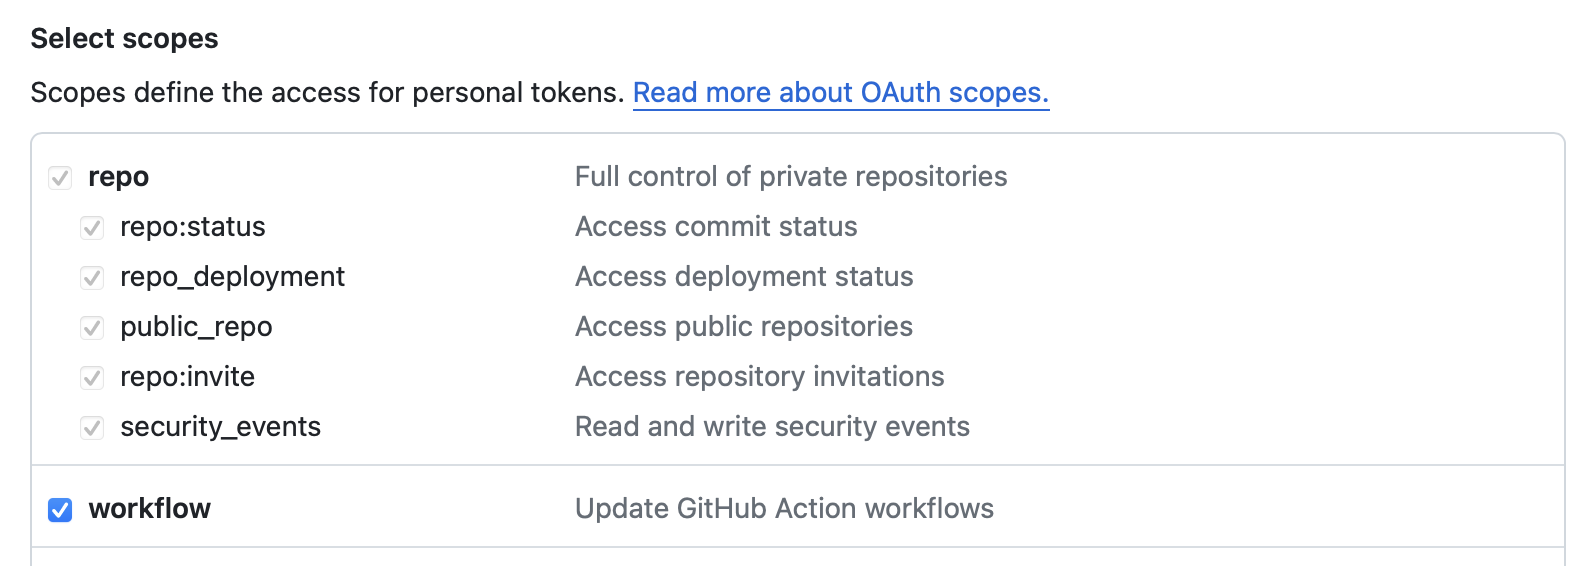 Select scopes
Scopes define the access for personal tokens. Read more about OAuth scopes.
repo Full control of private repositories
repo:status Access commit status
repo_deployment Access deployment status
public_repo Access public repositories
repo:invite Access repository invitations
security_events Read and write security events
workflow Update GitHub Action workflows